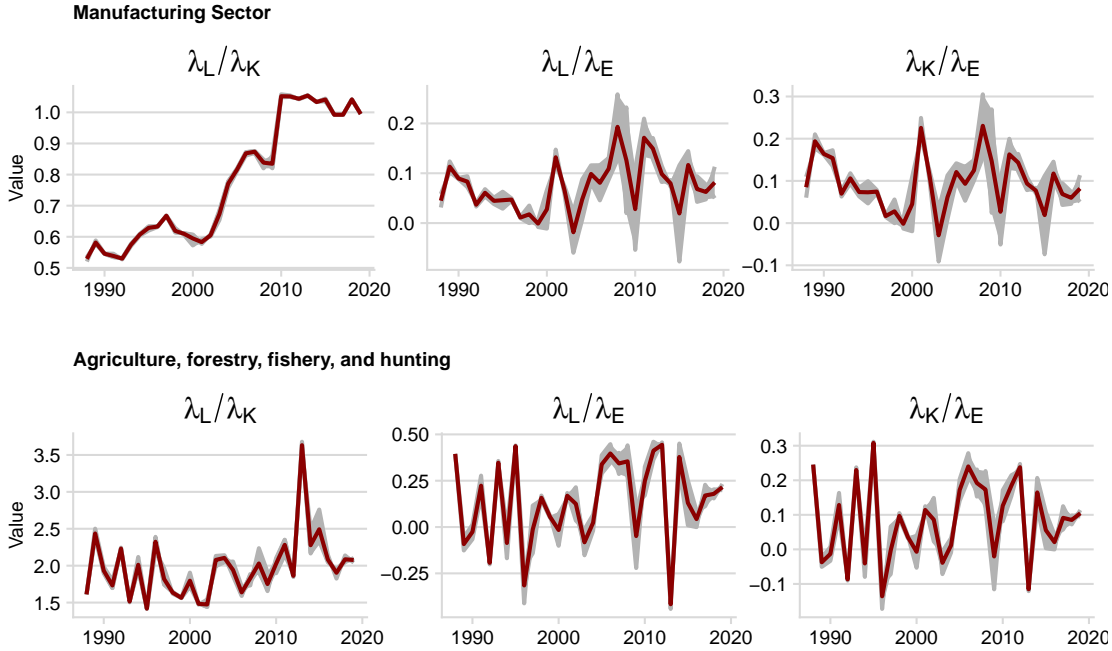 Manufacturing Sector
λL/λK
λL/λE
λK/λE
Value
1.0
0.9
0.8
0.7
0.6
0.5
0.2
0.1
0.0
0.3
0.2
0.1
0.0
−0.1
1990 2000 2010 2020
1990 2000 2010 2020
1990 2000 2010 2020
Agriculture, forestry, fishery, and hunting
λL/λK
λL/λE
λK/λE
Value
3.5
3.0
2.5
2.0
1.5
0.50
0.25
0.00
−0.25
0.3
0.2
0.1
0.0
−0.1
1990 2000 2010 2020
1990 2000 2010 2020
1990 2000 2010 2020